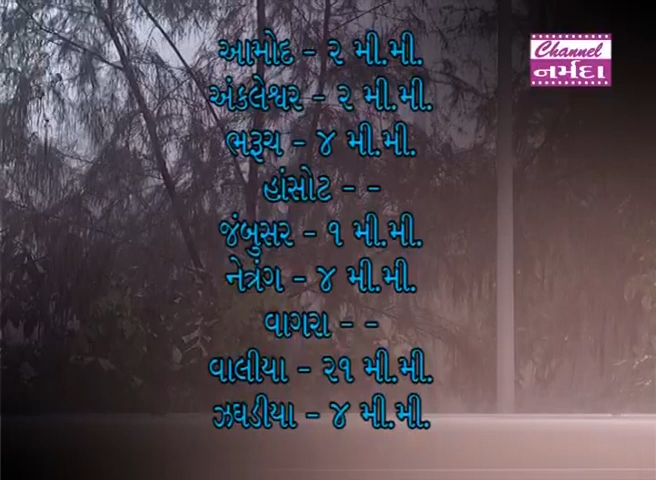 Channel
નર્મદા
આમોદ - ૨ મી.મી.
અંકલેશ્વર - ૨ મી.મી.
ભરૂચ - ૪ મી.મી.
હાંસોટ - -
જંબુસર - ૧ મી.મી.
નેત્રંગ - ૪ મી.મી.
વાગરા - -
વાલીયા - ૨૧ મી.મી.
ઝઘડીયા - ૪ મી.મી.